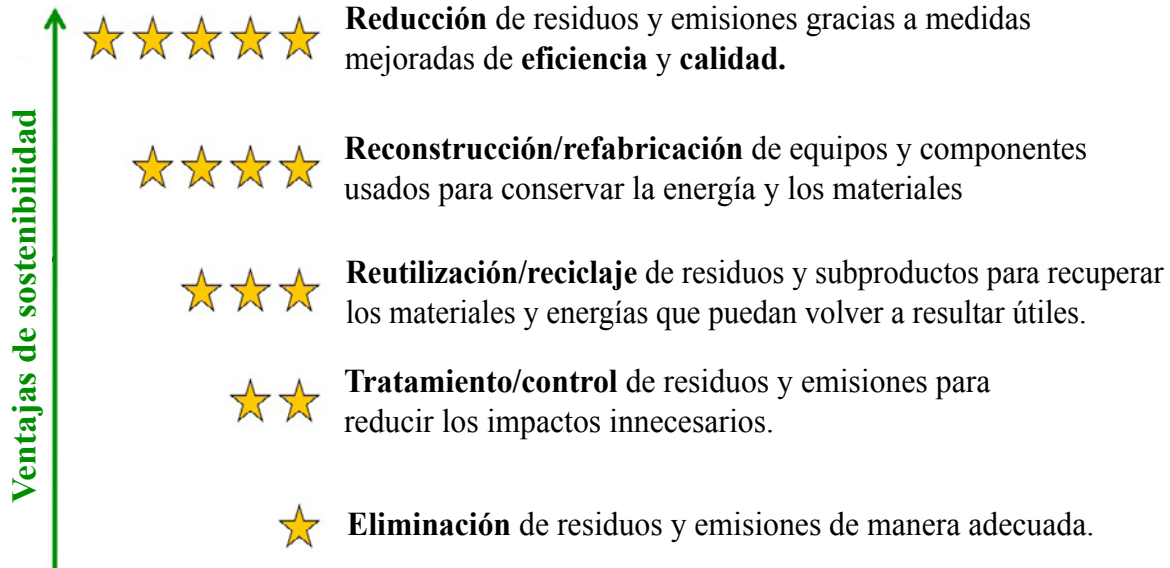 Reducción de residuos y emisiones gracias a medidas
mejoradas de eficiencia y calidad.
Reconstrucción/refabricación de equipos y componentes
usados para conservar la energía y los materiales
Reutilización/reciclaje de residuos y subproductos para recuperar
los materiales y energías que puedan volver a resultar útiles.
Tratamiento/control de residuos y emisiones para
reducir los impactos innecesarios.
Eliminación de residuos y emisiones de manera adecuada.
Ventajas de sostenibilidad